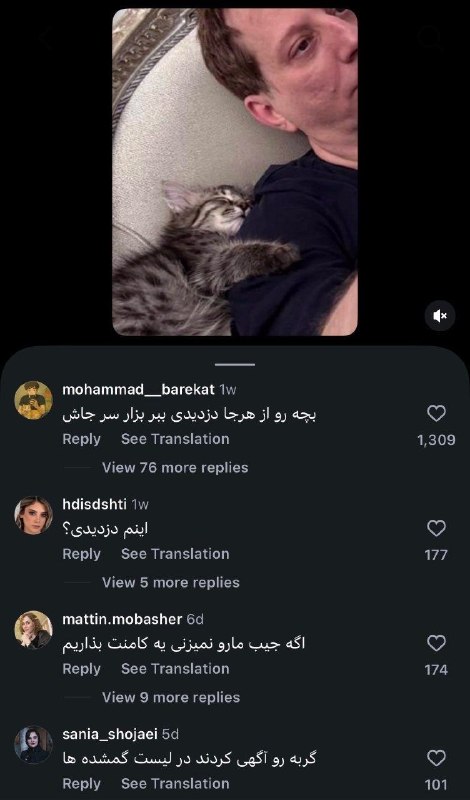 mohammad__barekat 1w
بچه رو از هرجا دزدیدی ببر بزار سر جاش
Reply See Translation
1,309
View 76 more replies
hdisdshti 1w
اینم دزدیدی؟
Reply See Translation
177
View 5 more replies
mattin.mobasher 6d
اگه جیب مارو نمیزنی یه کامنت بذاریم
Reply See Translation
174
View 9 more replies
sania_shojaei 5d
گربه رو آگهی کردند در لیست گمشده ها
Reply See Translation
101